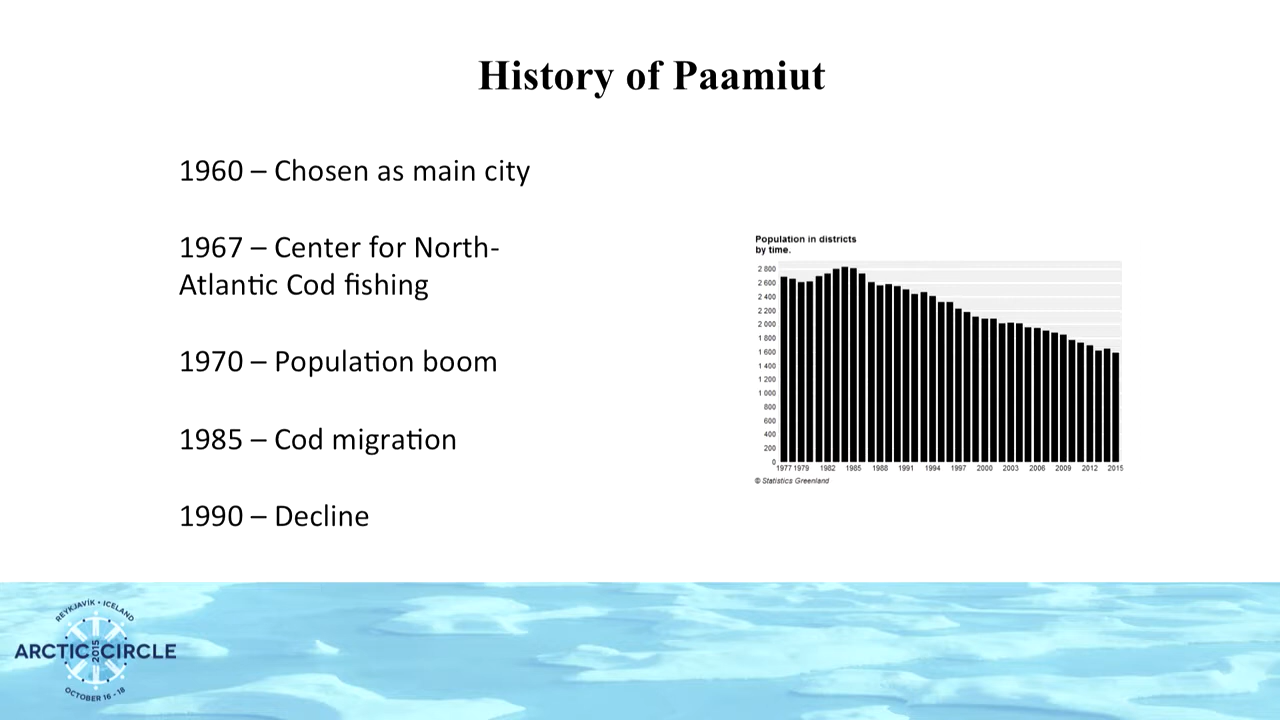 History of Paamiut
1960 – Chosen as main city
1967 – Center for North-
Atlantic Cod fishing
1970 – Population boom
1985 – Cod migration
1990 – Decline
Population in districts
by time.
2 800
2 600
2 400
2 200
2 000
1 800
1 600
1 400
1 200
1 000
800
600
400
200
0
1977 1979 1982 1985 1988 1991 1994 1997 2000 2003 2006 2009 2012 2015
© Statistics Greenland
REYKJAVÍK • ICELAND
ARCTIC 2015 CIRCLE
OCTOBER 16 - 18